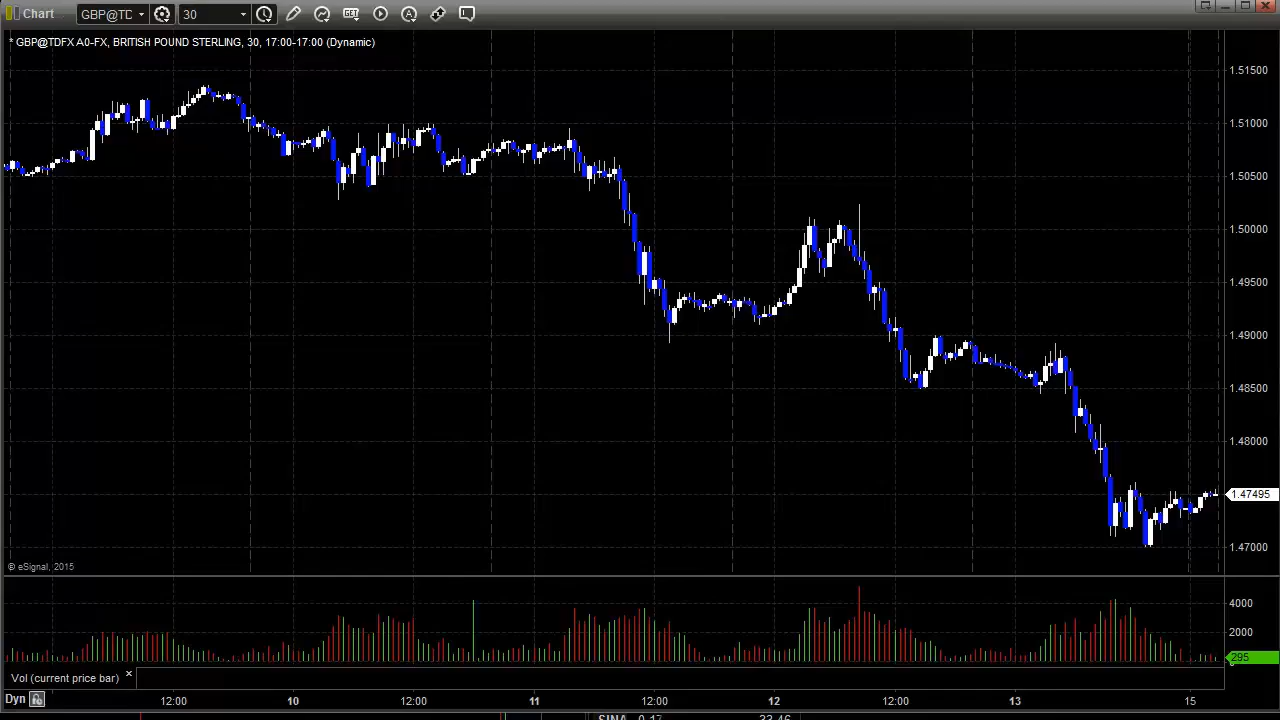 Chart GBP@TD 30 GET A
* GBP@TDFX A0-FX, BRITISH POUND STERLING, 30, 17:00-17:00 (Dynamic)
1.51500
1.51000
1.50500
1.50000
1.49500
1.49000
1.48500
1.48000
1.47495
1.47000
© eSignal, 2015
4000
2000
295
Vol (current price bar) ×
Dyn 12:00 10 12:00 11 12:00 12 12:00 13 15